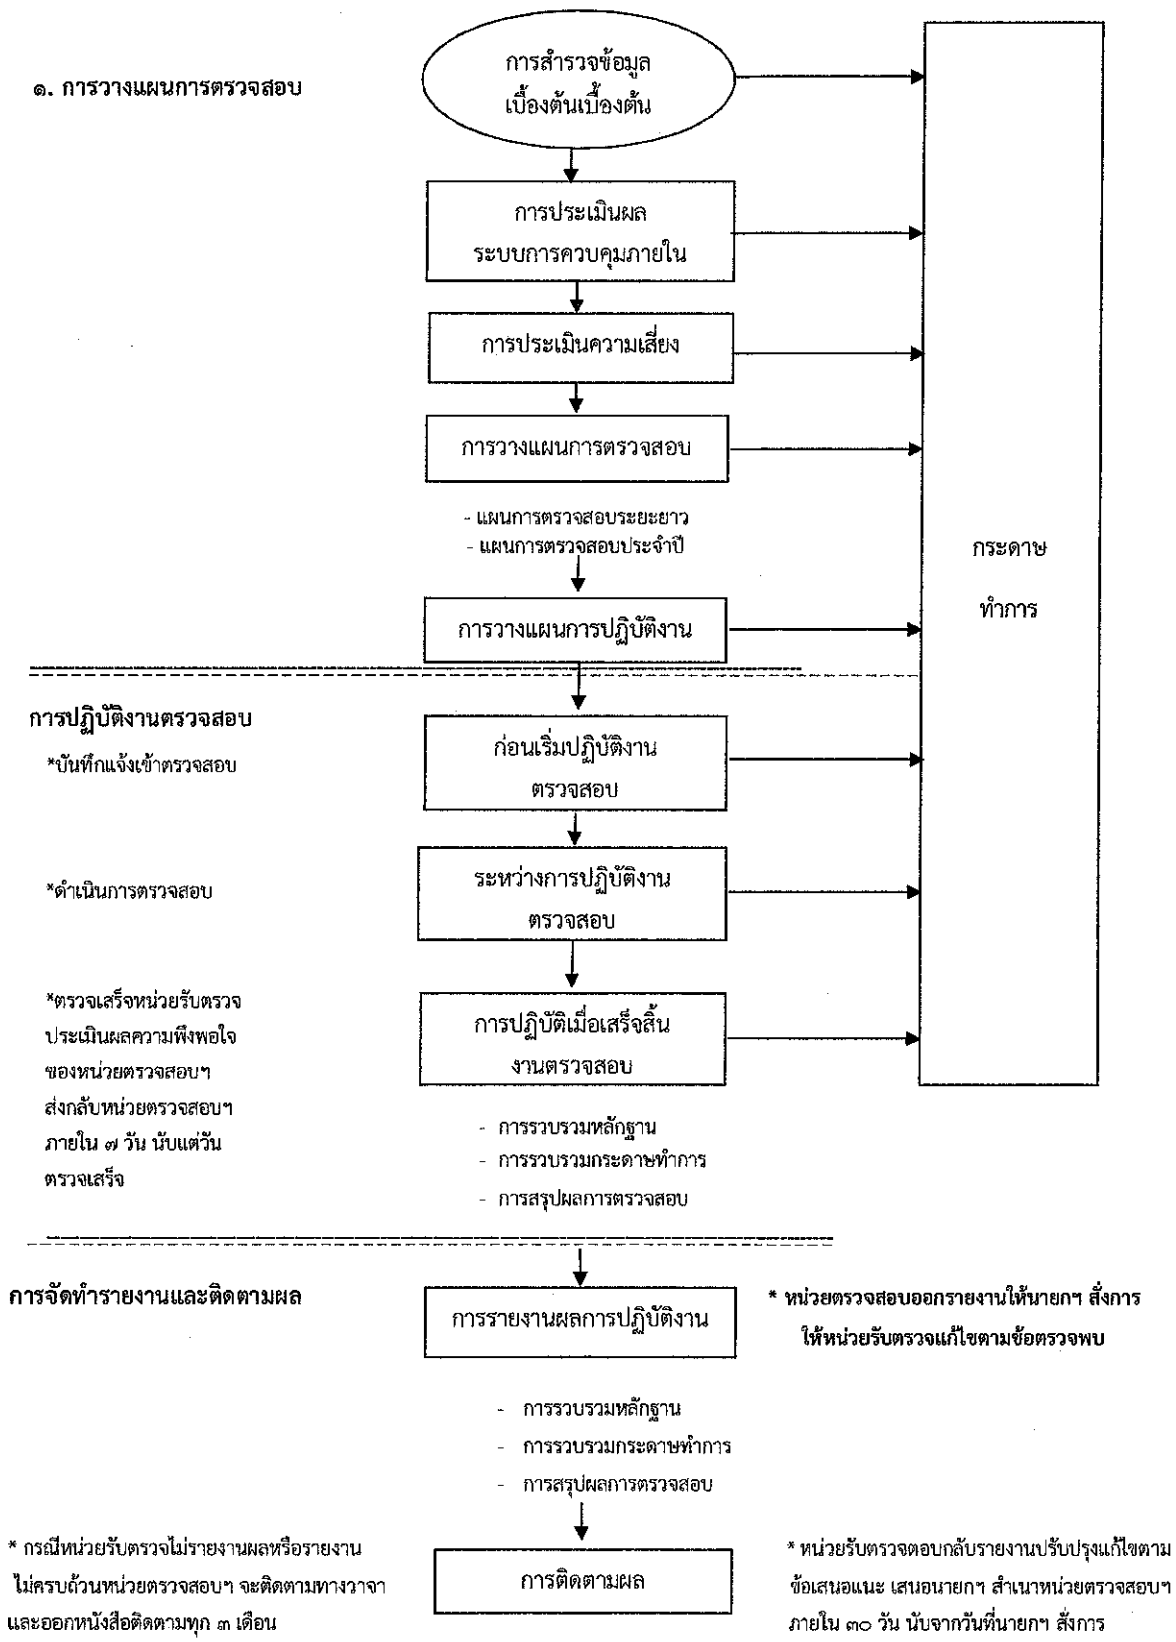 การสำรวจข้อมูล
เบื้องต้นเบื้องต้น
๑. การวางแผนการตรวจสอบ
การประเมินผล
ระบบการควบคุมภายใน
การประเมินความเสี่ยง
การวางแผนการตรวจสอบ
- แผนการตรวจสอบระยะยาว
- แผนการตรวจสอบประจำปี
กระดาษ
ทำการ
การวางแผนการปฏิบัติงาน
การปฏิบัติงานตรวจสอบ
*บันทึกแจ้งเข้าตรวจสอบ
ก่อนเริ่มปฏิบัติงาน
ตรวจสอบ
*ดำเนินการตรวจสอบ
ระหว่างการปฏิบัติงาน
ตรวจสอบ
*ตรวจเสร็จหน่วยรับตรวจ
ประเมินผลความพึงพอใจ
ของหน่วยตรวจสอบฯ
ส่งกลับหน่วยตรวจสอบฯ
ภายใน ๗ วัน นับแต่วัน
ตรวจเสร็จ
การปฏิบัติเมื่อเสร็จสิ้น
งานตรวจสอบ
- การรวบรวมหลักฐาน
- การรวบรวมกระดาษทำการ
- การสรุปผลการตรวจสอบ
การจัดทำรายงานและติดตามผล
การรายงานผลการปฏิบัติงาน
* หน่วยตรวจสอบออกรายงานให้นายกฯ สั่งการ
ให้หน่วยรับตรวจแก้ไขตามข้อตรวจพบ
- การรวบรวมหลักฐาน
- การรวบรวมกระดาษทำการ
- การสรุปผลการตรวจสอบ
* กรณีหน่วยรับตรวจไม่รายงานผลหรือรายงาน
ไม่ครบถ้วนหน่วยตรวจสอบฯ จะติดตามทางวาจา
และออกหนังสือติดตามทุก ๓ เดือน
การติดตามผล
* หน่วยรับตรวจตอบกลับรายงานปรับปรุงแก้ไขตาม
ข้อเสนอแนะ เสนอนายกฯ สำเนาหน่วยตรวจสอบฯ
ภายใน ๓๐ วัน นับจากวันที่นายกฯ สั่งการ